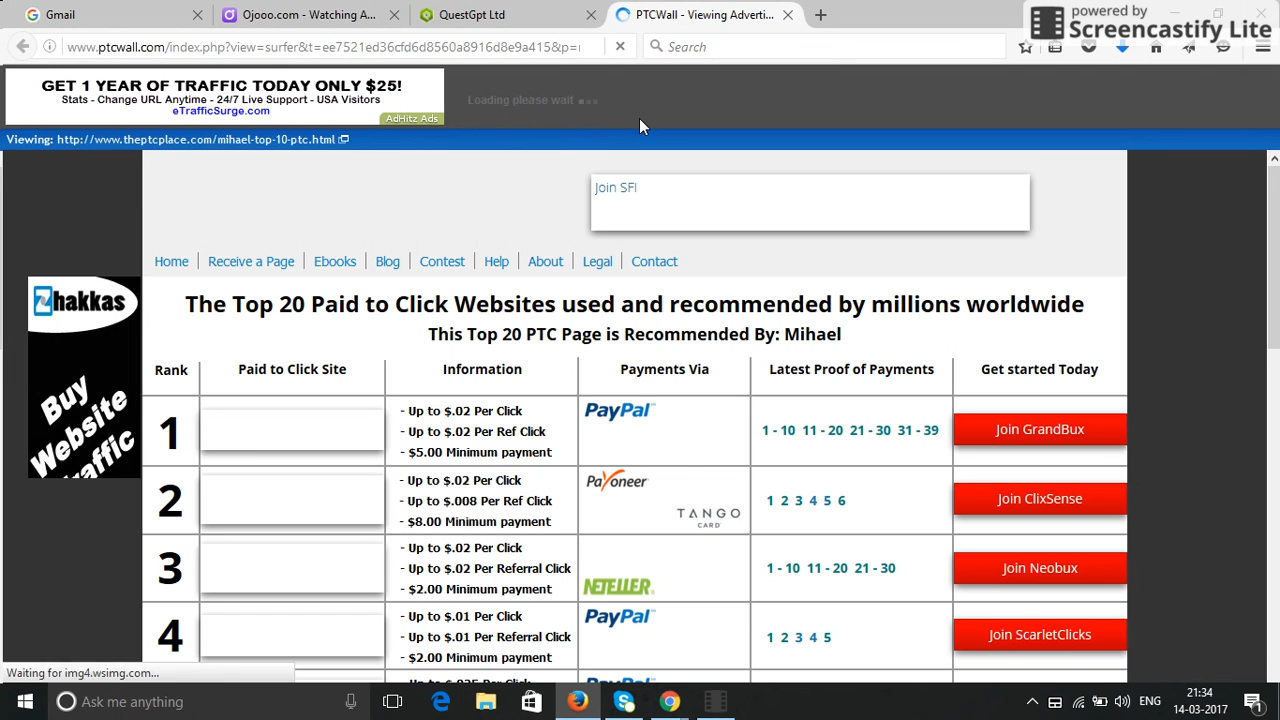 Gmail
Ojooo.com - Watching A...
QuestGpt Ltd
PTCWall - Viewing Adverti...
powered by
Screencastify Lite
www.ptcwall.com/index.php?view=surfer&t=ee7521ed36cfd6d8560a8916d8e98415&p=
Search
GET 1 YEAR OF TRAFFIC TODAY ONLY $25!
Stats - Change URL Anytime - 24/7 Live Support - USA Visitors
eTrafficSurge.com
AdHitz Ads
Loading please wait
Viewing: http://www.theptcplace.com/mihael-top-10-ptc.html
Join SFI
Home Receive a Page Ebooks Blog Contest Help About Legal Contact
Zhakkas
Buy
Website
Traffic
The Top 20 Paid to Click Websites used and recommended by millions worldwide
This Top 20 PTC Page is Recommended By: Mihael
Rank Paid to Click Site Information Payments Via Latest Proof of Payments Get started Today
1
- Up to $.02 Per Click
- Up to $.02 Per Ref Click
- $5.00 Minimum payment
PayPal
1 - 10 11 - 20 21 - 30 31 - 39
Join GrandBux
2
- Up to $.02 Per Click
- Up to $.008 Per Ref Click
- $8.00 Minimum payment
Payoneer
TANGO
CARD
1 2 3 4 5 6
Join ClixSense
3
- Up to $.02 Per Click
- Up to $.02 Per Referral Click
- $2.00 Minimum payment
NETELLER
1 - 10 11 - 20 21 - 30
Join Neobux
4
- Up to $.01 Per Click
- Up to $.01 Per Referral Click
- $2.00 Minimum payment
PayPal
1 2 3 4 5
Join ScarletClicks
Waiting for img4.wsimg.com...
Ask me anything
ENG
21:34
14-03-2017